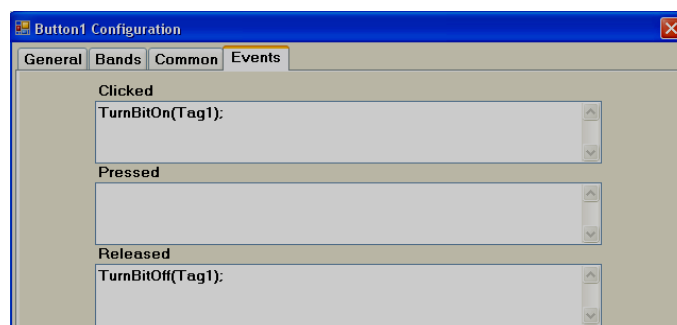 Button1 Configuration
General Bands Common Events
Clicked
TurnBitOn(Tag1);
Pressed
Released
TurnBitOff(Tag1);